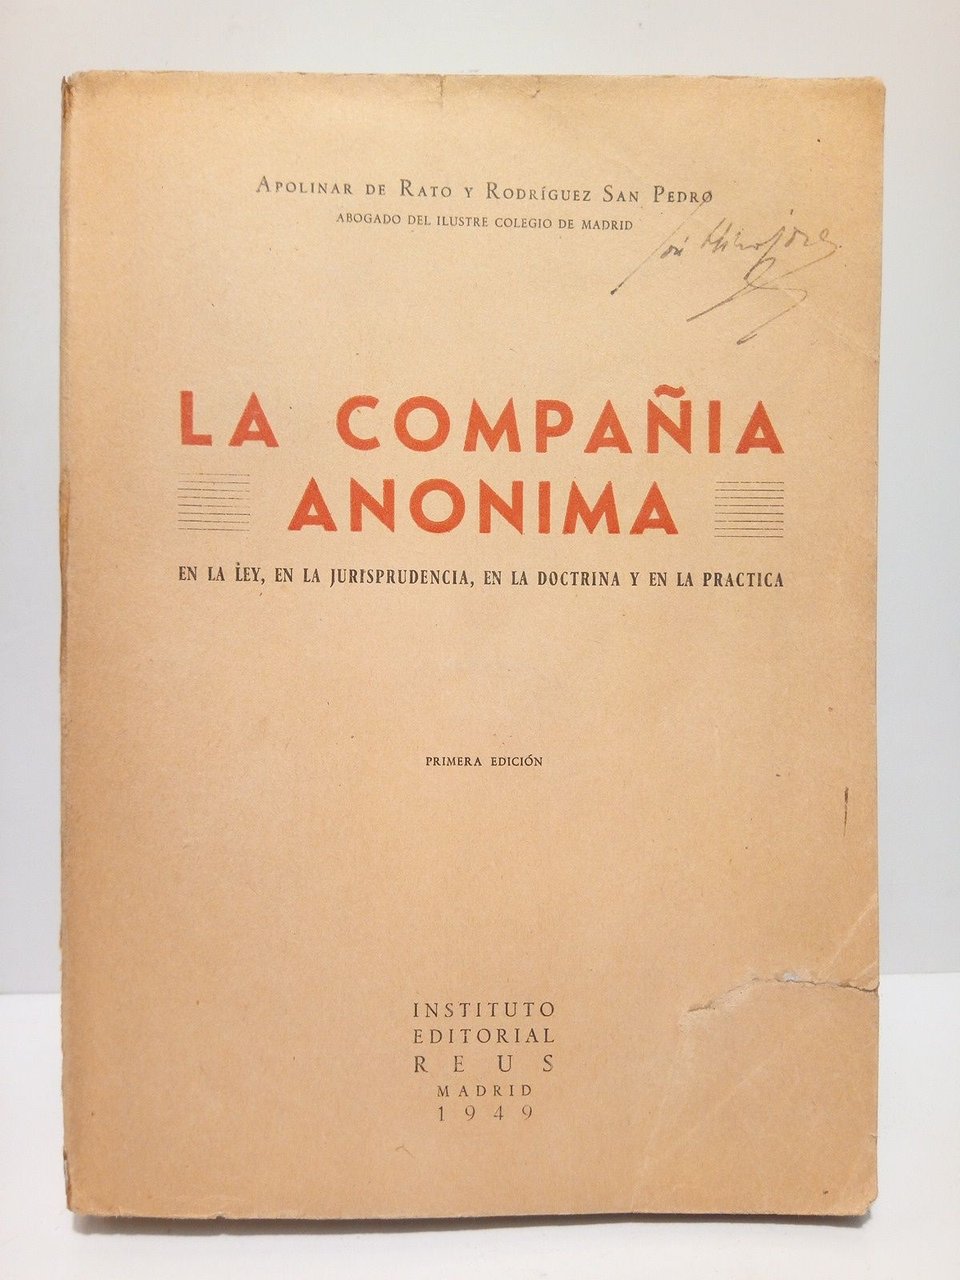 APOLINAR DE RATO Y RODRÍGUEZ SAN PEDRO
ABOGADO DEL ILUSTRE COLEGIO DE MADRID
LA COMPAÑIA
ANONIMA
EN LA LEY, EN LA JURISPRUDENCIA, EN LA DOCTRINA Y EN LA PRACTICA
PRIMERA EDICIÓN
INSTITUTO
EDITORIAL
REUS
MADRID
1949